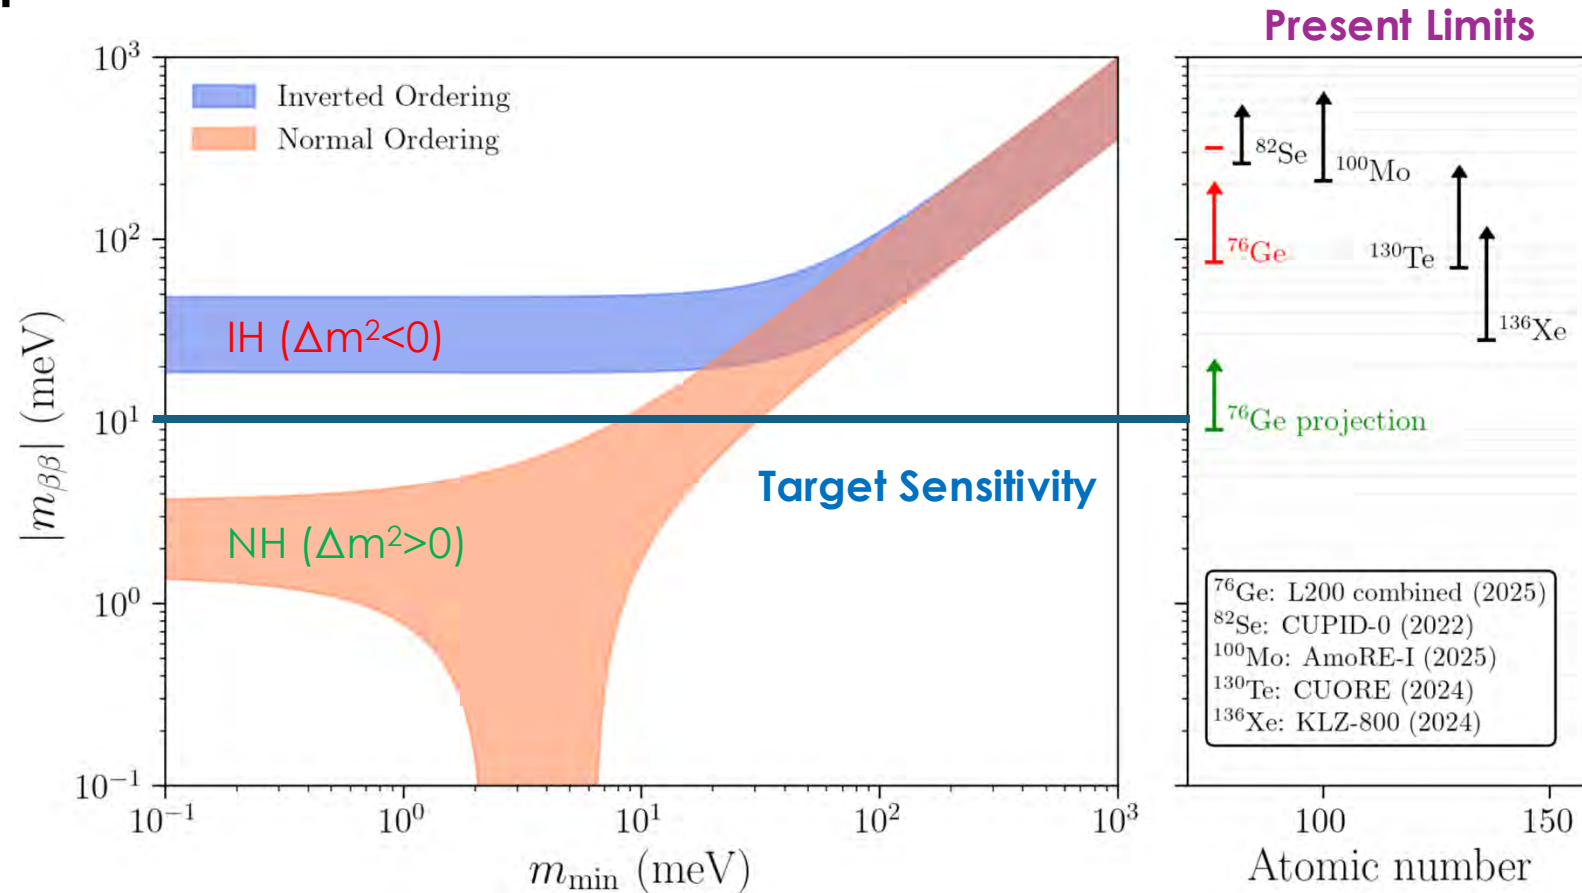 Present Limits
10³
10²
10¹
10⁰
10⁻¹
|m_ββ| (meV)
Inverted Ordering
Normal Ordering
IH (Δm²<0)
NH (Δm²>0)
Target Sensitivity
10⁻¹ 10⁰ 10¹ 10² 10³
m_min (meV)
⁸²Se
¹⁰⁰Mo
⁷⁶Ge
¹³⁰Te
¹³⁶Xe
⁷⁶Ge projection
⁷⁶Ge: L200 combined (2025)
⁸²Se: CUPID-0 (2022)
¹⁰⁰Mo: AmoRE-I (2025)
¹³⁰Te: CUORE (2024)
¹³⁶Xe: KLZ-800 (2024)
100 150
Atomic number